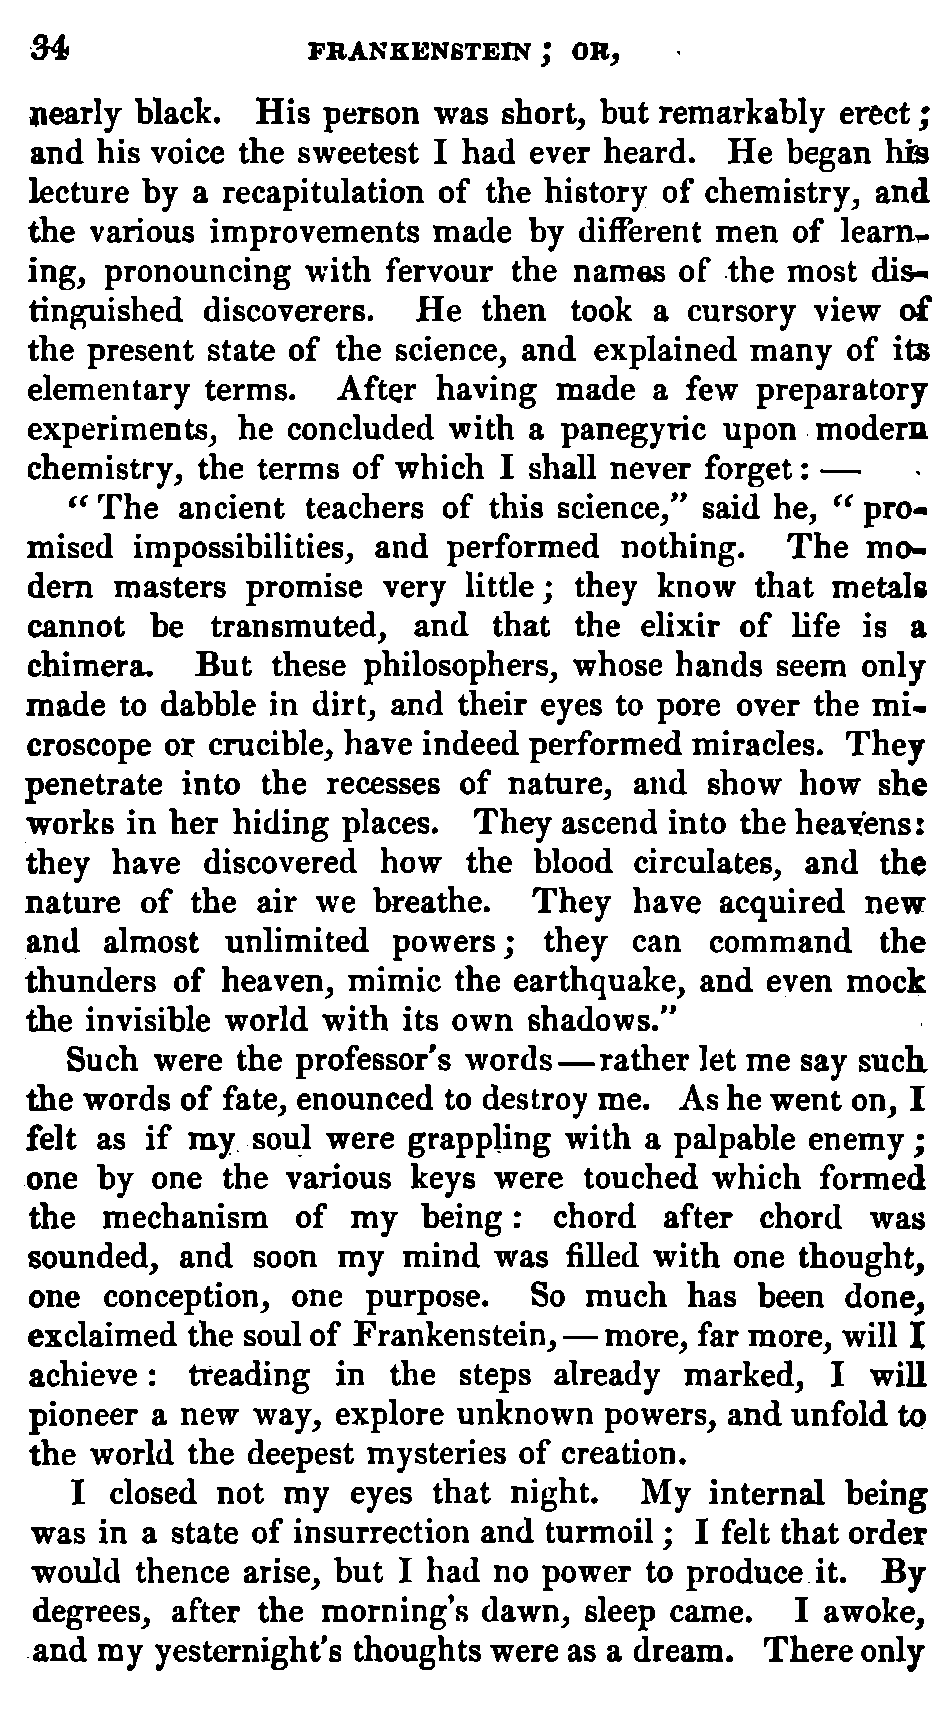 34 FRANKENSTEIN ; OR,
nearly black. His person was short, but remarkably erect ;
and his voice the sweetest I had ever heard. He began his
lecture by a recapitulation of the history of chemistry, and
the various improvements made by different men of learn-
ing, pronouncing with fervour the names of the most dis-
tinguished discoverers. He then took a cursory view of
the present state of the science, and explained many of its
elementary terms. After having made a few preparatory
experiments, he concluded with a panegyric upon modern
chemistry, the terms of which I shall never forget : —
“ The ancient teachers of this science,” said he, “ pro-
mised impossibilities, and performed nothing. The mo-
dern masters promise very little ; they know that metals
cannot be transmuted, and that the elixir of life is a
chimera. But these philosophers, whose hands seem only
made to dabble in dirt, and their eyes to pore over the mi-
croscope or crucible, have indeed performed miracles. They
penetrate into the recesses of nature, and show how she
works in her hiding places. They ascend into the heavens :
they have discovered how the blood circulates, and the
nature of the air we breathe. They have acquired new
and almost unlimited powers ; they can command the
thunders of heaven, mimic the earthquake, and even mock
the invisible world with its own shadows.”
Such were the professor's words — rather let me say such
the words of fate, enounced to destroy me. As he went on, I
felt as if my soul were grappling with a palpable enemy ;
one by one the various keys were touched which formed
the mechanism of my being : chord after chord was
sounded, and soon my mind was filled with one thought,
one conception, one purpose. So much has been done,
exclaimed the soul of Frankenstein, — more, far more, will I
achieve : treading in the steps already marked, I will
pioneer a new way, explore unknown powers, and unfold to
the world the deepest mysteries of creation.
I closed not my eyes that night. My internal being
was in a state of insurrection and turmoil ; I felt that order
would thence arise, but I had no power to produce it. By
degrees, after the morning's dawn, sleep came. I awoke,
and my yesternight's thoughts were as a dream. There only